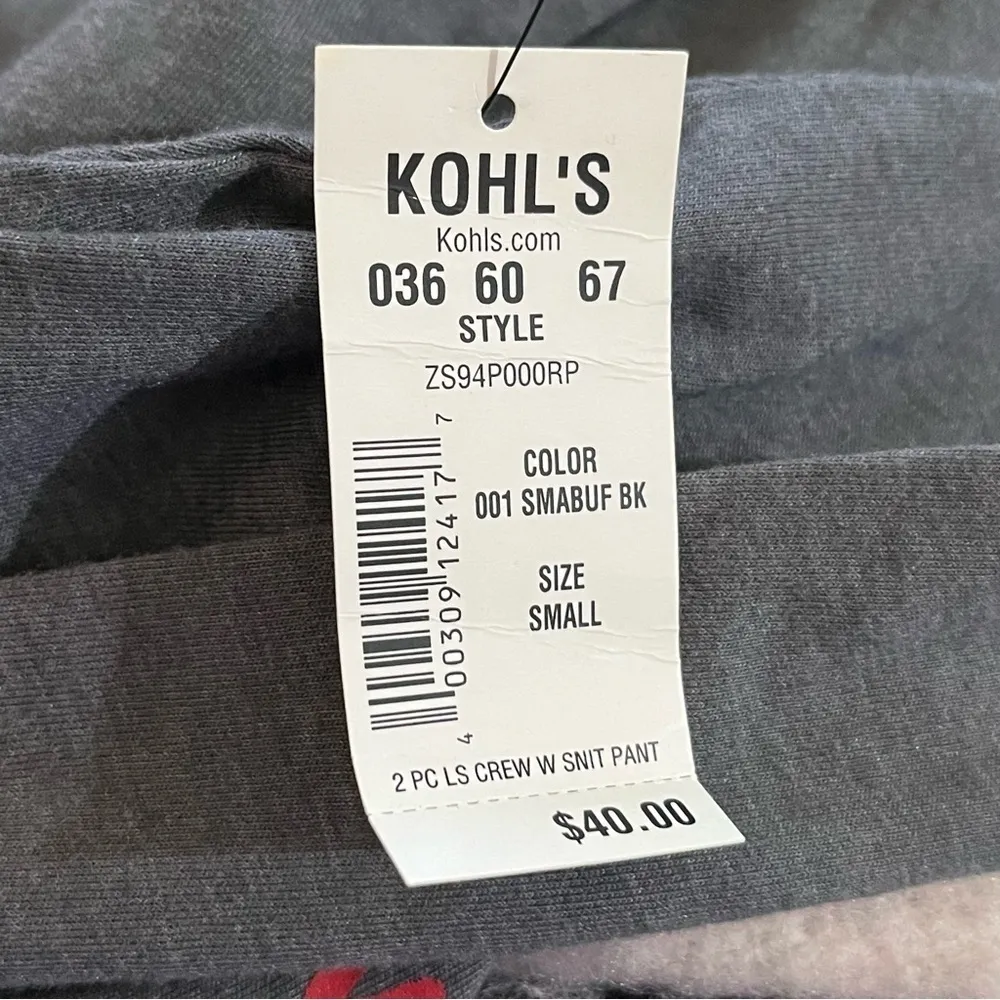 KOHL'S
Kohls.com
036 60 67
STYLE
ZS94P000RP
COLOR
001 SMABUF BK
SIZE
SMALL
4 00309 12417 7
2 PC LS CREW W SNIT PANT
$40.00